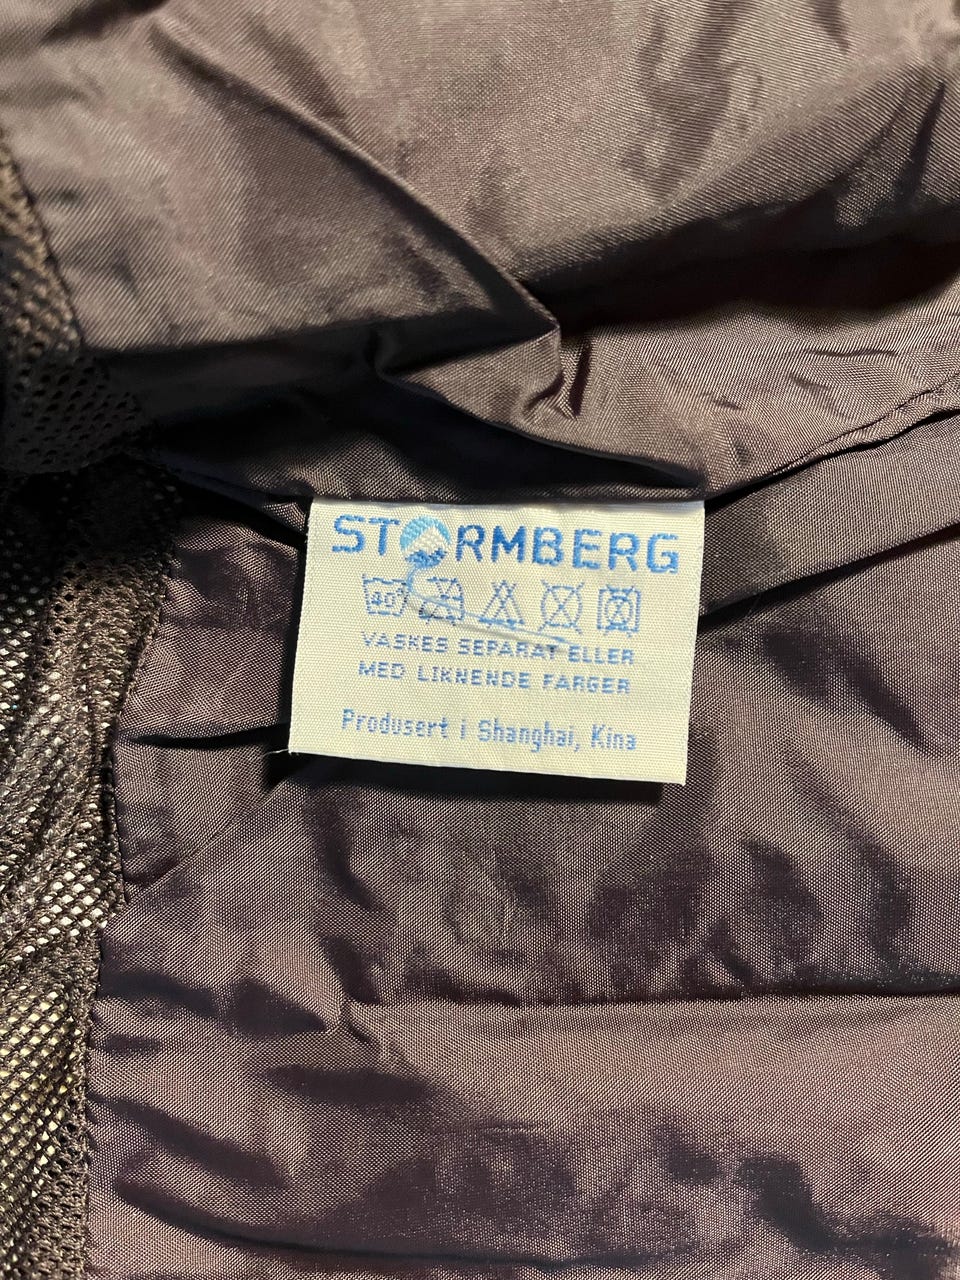 STORMBERG
40°
VASKES SEPARAT ELLER
MED LIKNENDE FARGER
Produsert i Shanghai, Kina